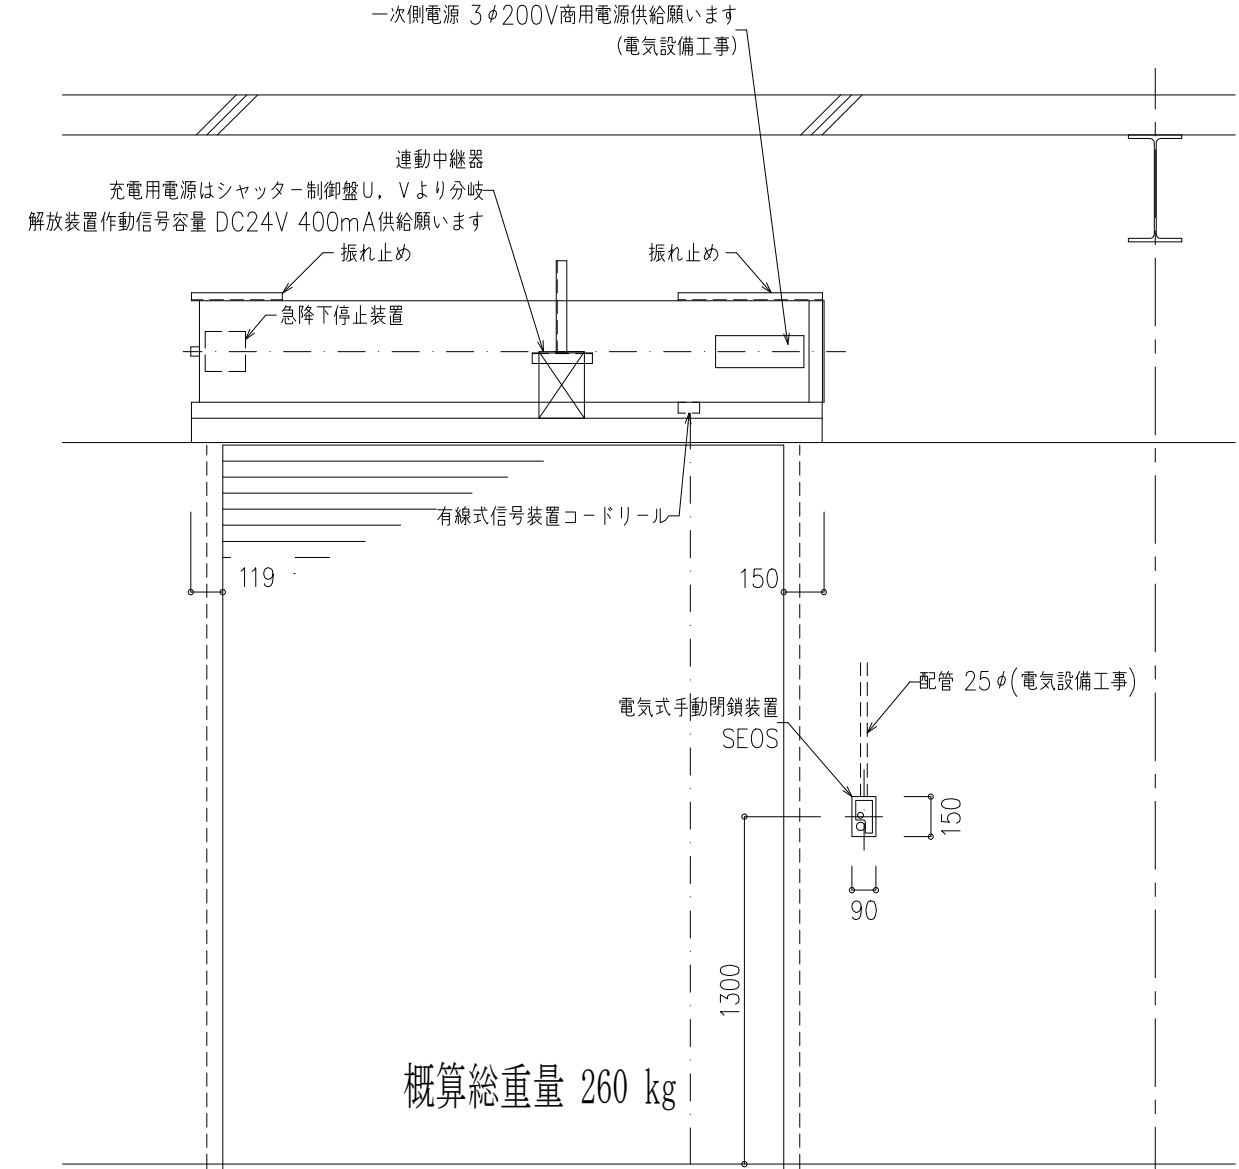 一次側電源 3φ200V商用電源供給願います
(電気設備工事)
連動中継器
充電用電源はシャッター制御盤U，Vより分岐
解放装置作動信号容量 DC24V 400mA供給願います
振れ止め
振れ止め
急降下停止装置
有線式信号装置コードリール
119
150
配管 25φ(電気設備工事)
電気式手動閉鎖装置
SEOS
150
90
1300
概算総重量 260 kg